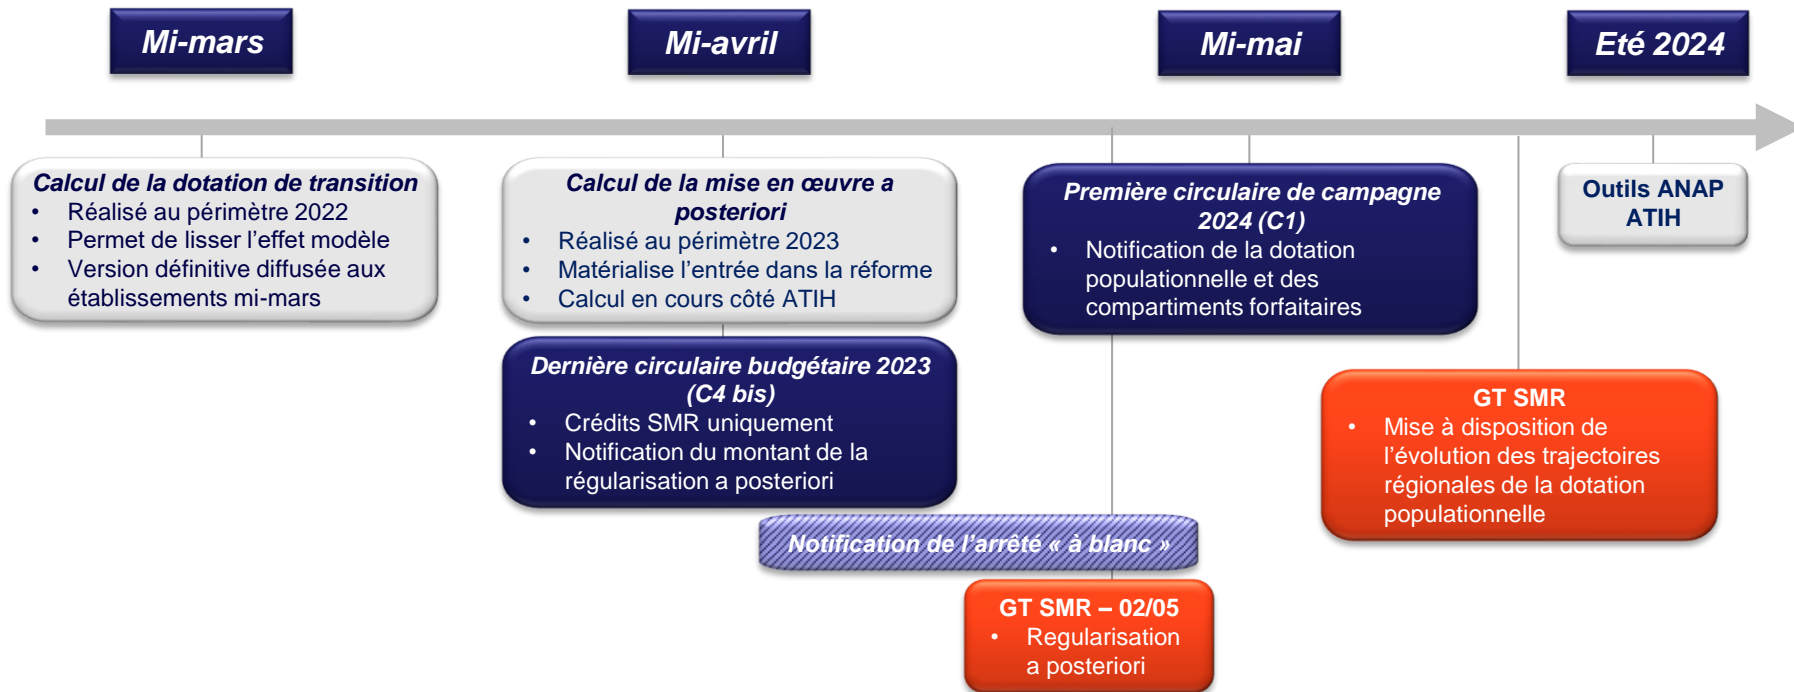 Mi-mars
Mi-avril
Mi-mai
Eté 2024
Calcul de la dotation de transition
• Réalisé au périmètre 2022
• Permet de lisser l’effet modèle
• Version définitive diffusée aux
établissements mi-mars
Calcul de la mise en œuvre a
posteriori
• Réalisé au périmètre 2023
• Matérialise l’entrée dans la réforme
• Calcul en cours côté ATIH
Dernière circulaire budgétaire 2023
(C4 bis)
• Crédits SMR uniquement
• Notification du montant de la
régularisation a posteriori
Première circulaire de campagne
2024 (C1)
• Notification de la dotation
populationnelle et des
compartiments forfaitaires
Outils ANAP
ATIH
GT SMR
• Mise à disposition de
l’évolution des trajectoires
régionales de la dotation
populationnelle
Notification de l’arrêté « à blanc »
GT SMR – 02/05
• Regularisation
a posteriori